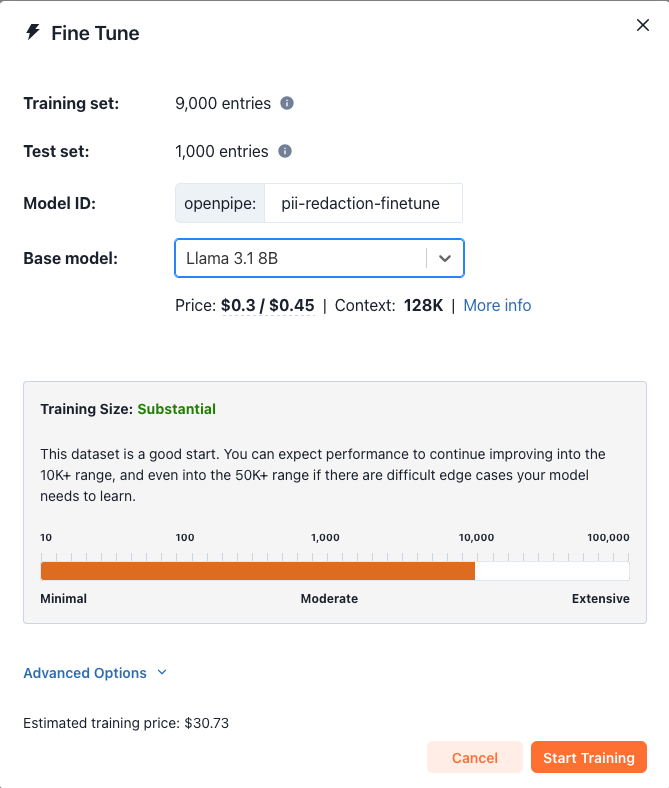 Fine Tune
Training set: 9,000 entries
Test set: 1,000 entries
Model ID: openpipe: pii-redaction-finetune
Base model: Llama 3.1 8B
Price: $0.3 / $0.45 | Context: 128K | More info
Training Size: Substantial
This dataset is a good start. You can expect performance to continue improving into the
10K+ range, and even into the 50K+ range if there are difficult edge cases your model
needs to learn.
10 100 1,000 10,000 100,000
Minimal Moderate Extensive
Advanced Options
Estimated training price: $30.73
Cancel Start Training